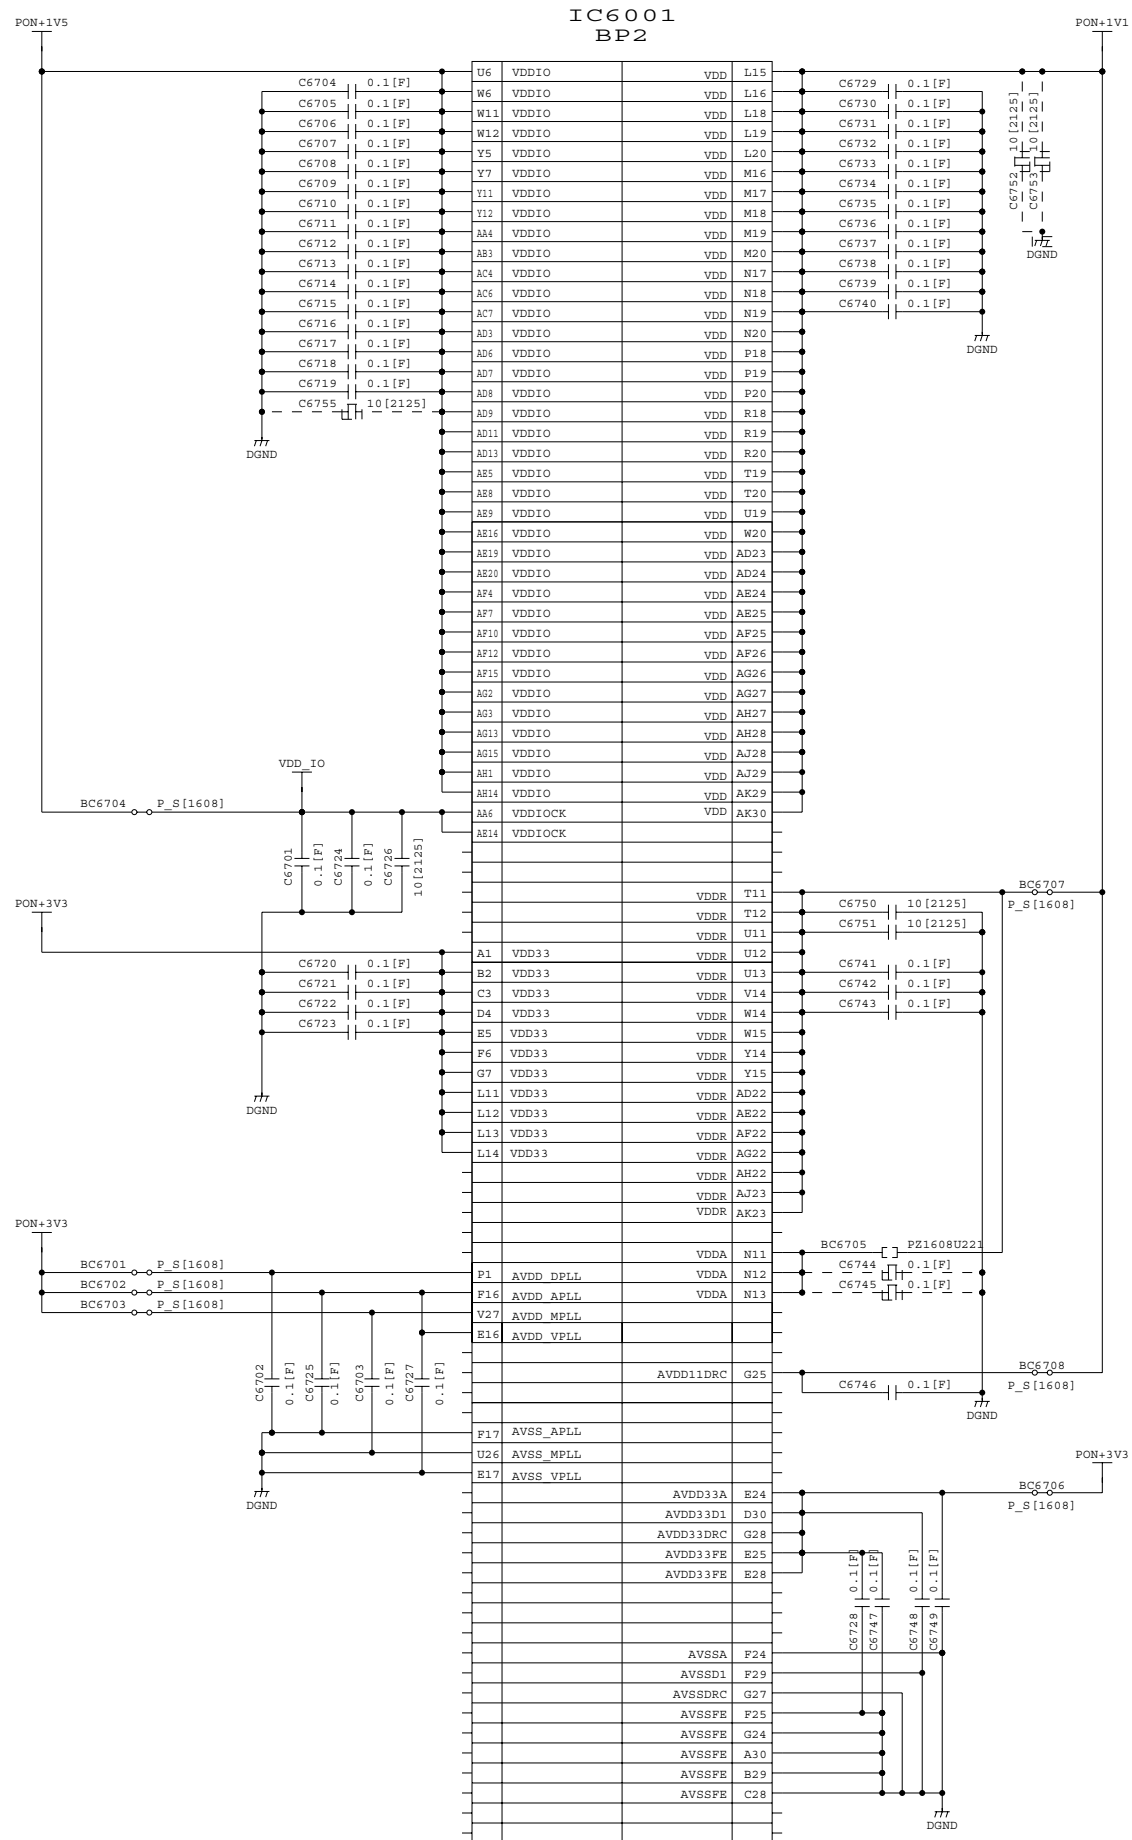 IC6001
BP2
PON+1V5
PON+1V1
U6 VDDIO VDD L15
C6704 0.1[F] W6 VDDIO VDD L16 C6729 0.1[F]
C6705 0.1[F] W11 VDDIO VDD L18 C6730 0.1[F]
C6706 0.1[F] W12 VDDIO VDD L19 C6731 0.1[F]
C6707 0.1[F] Y5 VDDIO VDD L20 C6732 0.1[F]
C6708 0.1[F] Y7 VDDIO VDD M16 C6733 0.1[F]
C6709 0.1[F] Y11 VDDIO VDD M17 C6734 0.1[F]
C6710 0.1[F] Y12 VDDIO VDD M18 C6735 0.1[F]
C6711 0.1[F] AA4 VDDIO VDD M19 C6736 0.1[F]
C6712 0.1[F] AB3 VDDIO VDD M20 C6737 0.1[F]
C6713 0.1[F] AC4 VDDIO VDD N17 C6738 0.1[F]
C6714 0.1[F] AC6 VDDIO VDD N18 C6739 0.1[F]
C6715 0.1[F] AC7 VDDIO VDD N19 C6740 0.1[F]
C6716 0.1[F] AD3 VDDIO VDD N20
C6717 0.1[F] AD6 VDDIO VDD P18
C6718 0.1[F] AD7 VDDIO VDD P19
C6719 0.1[F] AD8 VDDIO VDD P20
C6755 10[2125] AD9 VDDIO VDD R18
C6752 10[2125]
C6753 10[2125]
DGND
DGND
DGND
AD11 VDDIO VDD R19
AD13 VDDIO VDD R20
AE5 VDDIO VDD T19
AE8 VDDIO VDD T20
AE9 VDDIO VDD U19
AE16 VDDIO VDD W20
AE19 VDDIO VDD AD23
AE20 VDDIO VDD AD24
AF4 VDDIO VDD AE24
AF7 VDDIO VDD AE25
AF10 VDDIO VDD AF25
AF12 VDDIO VDD AF26
AF15 VDDIO VDD AG26
AG2 VDDIO VDD AG27
AG3 VDDIO VDD AH27
AG13 VDDIO VDD AH28
AG15 VDDIO VDD AJ28
AH1 VDDIO VDD AJ29
AH14 VDDIO VDD AK29
VDD_IO
BC6704 P_S[1608] AA6 VDDIOCK VDD AK30
AE14 VDDIOCK
C6701 0.1[F]
C6724 0.1[F]
C6726 10[2125]
PON+3V3
VDDR T11 BC6707 P_S[1608]
VDDR T12 C6750 10[2125]
VDDR U11 C6751 10[2125]
A1 VDD33 VDDR U12
C6720 0.1[F] B2 VDD33 VDDR U13 C6741 0.1[F]
C6721 0.1[F] C3 VDD33 VDDR V14 C6742 0.1[F]
C6722 0.1[F] D4 VDD33 VDDR W14 C6743 0.1[F]
C6723 0.1[F] E5 VDD33 VDDR W15
F6 VDD33 VDDR Y14
G7 VDD33 VDDR Y15
L11 VDD33 VDDR AD22
DGND
L12 VDD33 VDDR AE22
L13 VDD33 VDDR AF22
L14 VDD33 VDDR AG22
VDDR AH22
VDDR AJ23
VDDR AK23
PON+3V3
VDDA N11 BC6705 PZ1608U221
BC6701 P_S[1608] P1 AVDD_DPLL VDDA N12 C6744 0.1[F]
BC6702 P_S[1608] F16 AVDD_APLL VDDA N13 C6745 0.1[F]
BC6703 P_S[1608] V27 AVDD_MPLL
E16 AVDD_VPLL
C6702 0.1[F]
C6725 0.1[F]
C6703 0.1[F]
C6727 0.1[F]
AVDD11DRC G25 BC6708 P_S[1608]
C6746 0.1[F]
DGND
F17 AVSS_APLL
U26 AVSS_MPLL
E17 AVSS_VPLL
DGND
PON+3V3
AVDD33A E24 BC6706 P_S[1608]
AVDD33D1 D30
AVDD33DRC G28
AVDD33FE E25
AVDD33FE E28
C6728 0.1[F]
C6747 0.1[F]
C6748 0.1[F]
C6749 0.1[F]
AVSSA F24
AVSSD1 F29
AVSSDRC G27
AVSSFE F25
AVSSFE G24
AVSSFE A30
AVSSFE B29
AVSSFE C28
DGND